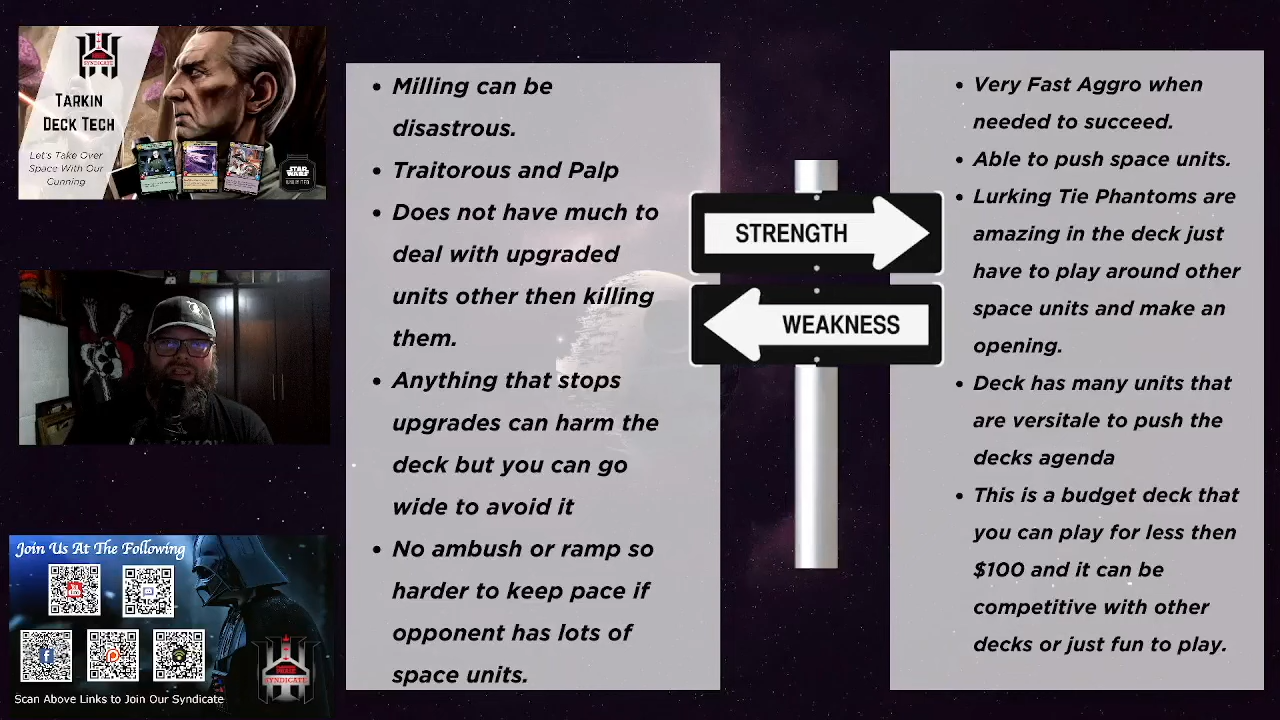 SYNDICATE
TARKIN
DECK TECH
Let's Take Over
Space With Our
Cunning
STAR WARS
UNLIMITED
Join Us At The Following
SYNDICATE
Scan Above Links to Join Our Syndicate
• Milling can be
disastrous.
• Traitorous and Palp
• Does not have much to
deal with upgraded
units other then killing
them.
• Anything that stops
upgrades can harm the
deck but you can go
wide to avoid it
• No ambush or ramp so
harder to keep pace if
opponent has lots of
space units.
STRENGTH
WEAKNESS
• Very Fast Aggro when
needed to succeed.
• Able to push space units.
• Lurking Tie Phantoms are
amazing in the deck just
have to play around other
space units and make an
opening.
• Deck has many units that
are versitale to push the
decks agenda
• This is a budget deck that
you can play for less then
$100 and it can be
competitive with other
decks or just fun to play.